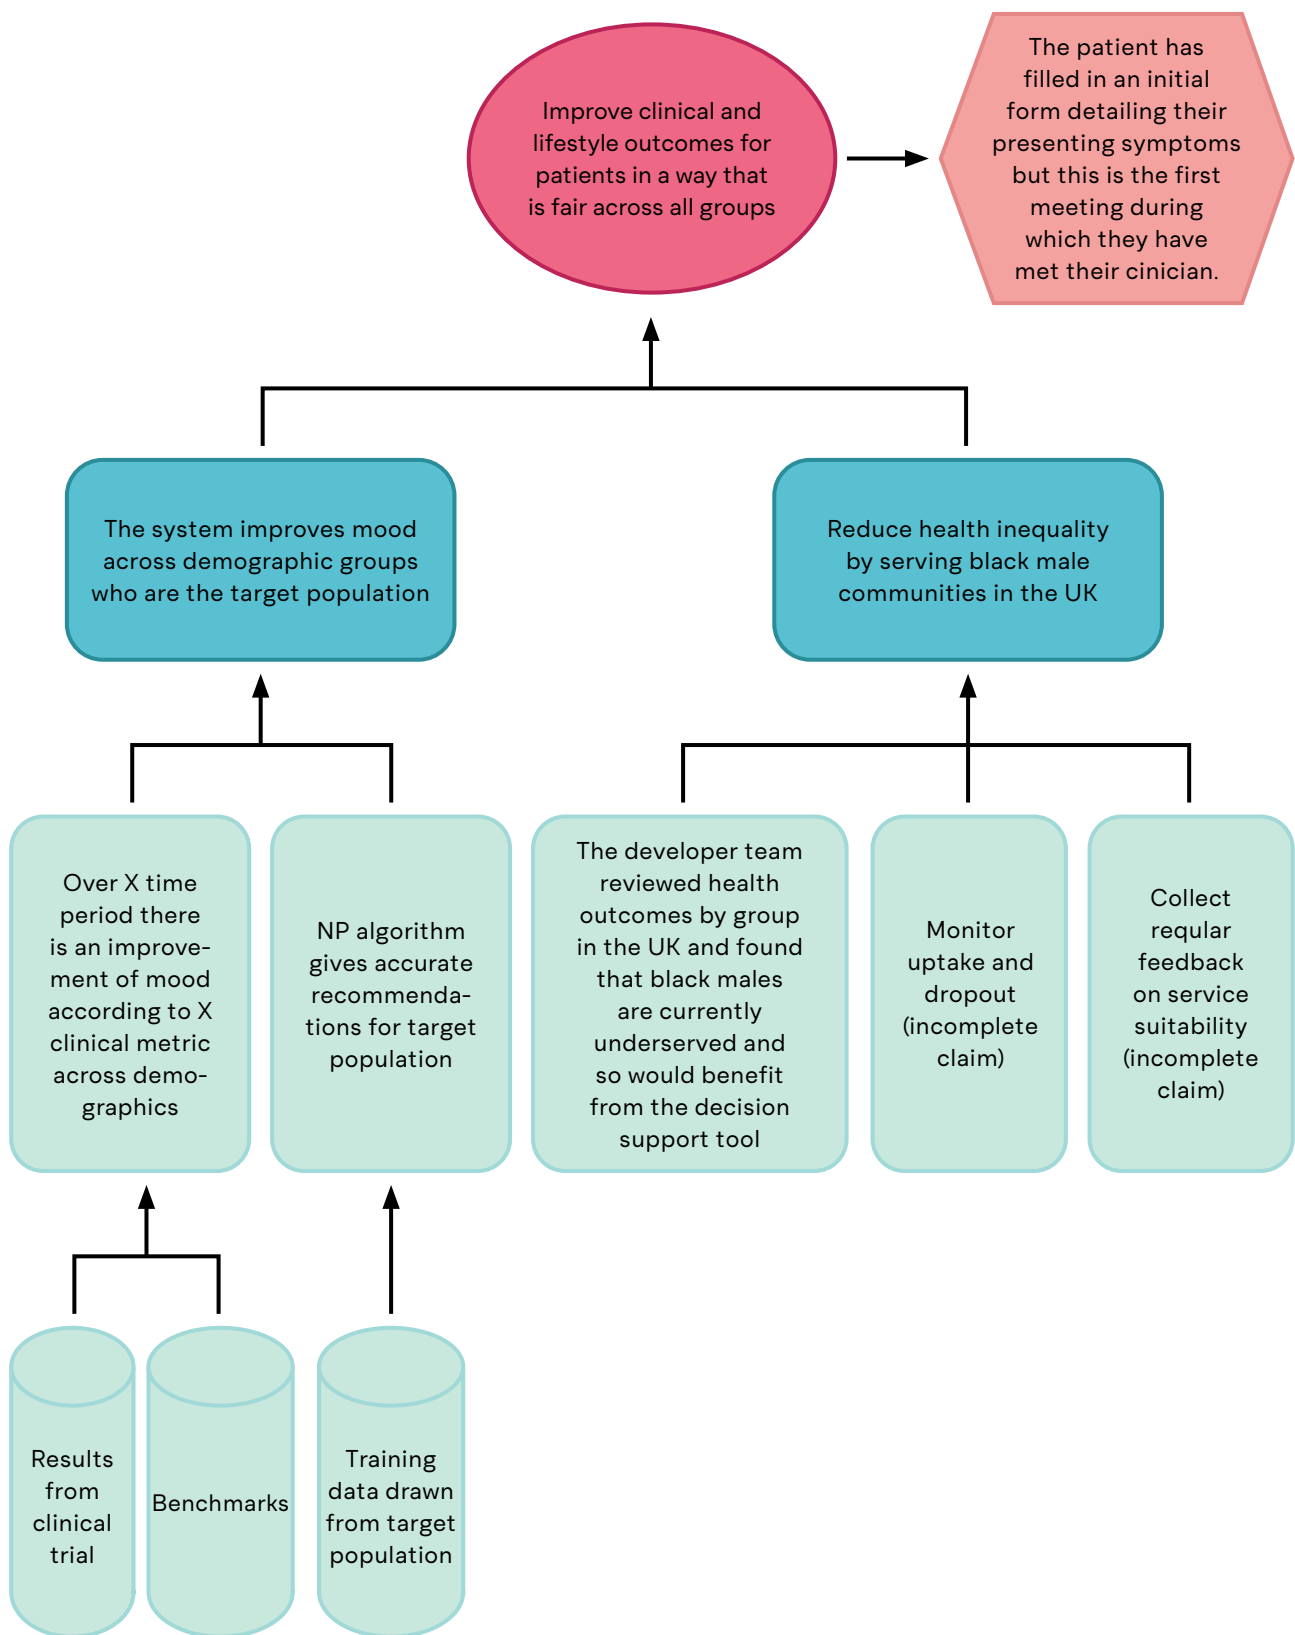 Improve clinical and
lifestyle outcomes for
patients in a way that
is fair across all groups
The patient has
filled in an initial
form detailing their
presenting symptoms
but this is the first
meeting during
which they have
met their cinician.
The system improves mood
across demographic groups
who are the target population
Reduce health inequality
by serving black male
communities in the UK
Over X time
period there
is an improve-
ment of mood
according to X
clinical metric
across demo-
graphics
NP algorithm
gives accurate
recommenda-
tions for target
population
The developer team
reviewed health
outcomes by group
in the UK and found
that black males
are currently
underserved and
so would benefit
from the decision
support tool
Monitor
uptake and
dropout
(incomplete
claim)
Collect
reqular
feedback
on service
suitability
(incomplete
claim)
Results
from
clinical
trial
Benchmarks
Training
data drawn
from target
population